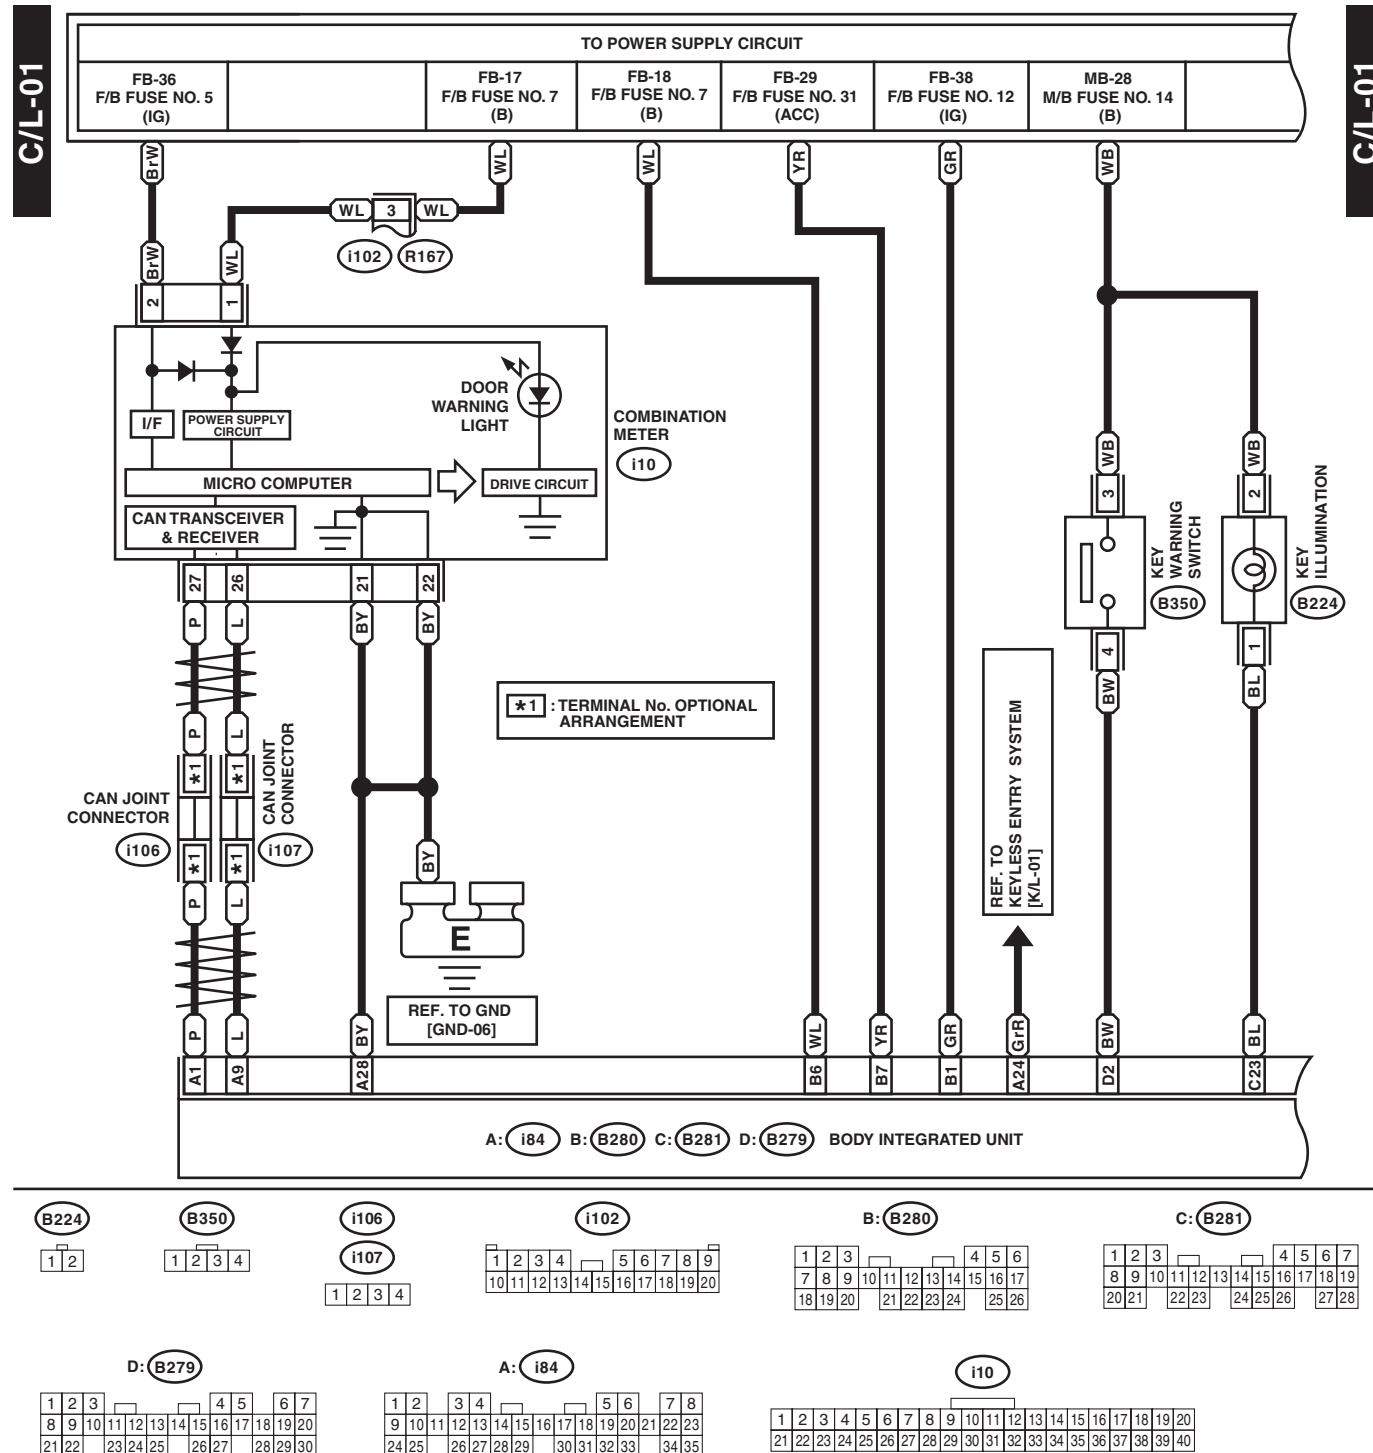 C/L-01
C/L-01
TO POWER SUPPLY CIRCUIT
FB-36
F/B FUSE NO. 5
(IG)
FB-17
F/B FUSE NO. 7
(B)
FB-18
F/B FUSE NO. 7
(B)
FB-29
F/B FUSE NO. 31
(ACC)
FB-38
F/B FUSE NO. 12
(IG)
MB-28
M/B FUSE NO. 14
(B)
BrW
WL
WL
YR
GR
WB
WL 3 WL
i102 R167
BrW
WL
2
1
DOOR
WARNING
LIGHT
COMBINATION
METER
i10
I/F
POWER SUPPLY
CIRCUIT
MICRO COMPUTER
DRIVE CIRCUIT
CAN TRANSCEIVER
& RECEIVER
27
26
21
22
P
L
BY
BY
WB
WB
3
2
KEY
WARNING
SWITCH
B350
KEY
ILLUMINATION
B224
4
1
BW
BL
*1 : TERMINAL No. OPTIONAL
ARRANGEMENT
P
L
*1
*1
CAN JOINT
CONNECTOR
i106
CAN JOINT
CONNECTOR
i107
*1
*1
P
L
BY
E
REF. TO GND
[GND-06]
REF. TO
KEYLESS ENTRY SYSTEM
[K/L-01]
P
L
BY
WL
YR
GR
GrR
BW
BL
A1
A9
A28
B6
B7
B1
A24
D2
C23
A: i84 B: B280 C: B281 D: B279 BODY INTEGRATED UNIT
B224
1 2
B350
1 2 3 4
i106
i107
1 2 3 4
i102
1 2 3 4 5 6 7 8 9
10 11 12 13 14 15 16 17 18 19 20
B: B280
1 2 3 4 5 6
7 8 9 10 11 12 13 14 15 16 17
18 19 20 21 22 23 24 25 26
C: B281
1 2 3 4 5 6 7
8 9 10 11 12 13 14 15 16 17 18 19
20 21 22 23 24 25 26 27 28
D: B279
1 2 3 4 5 6 7
8 9 10 11 12 13 14 15 16 17 18 19 20
21 22 23 24 25 26 27 28 29 30
A: i84
1 2 3 4 5 6 7 8
9 10 11 12 13 14 15 16 17 18 19 20 21 22 23
24 25 26 27 28 29 30 31 32 33 34 35
i10
1 2 3 4 5 6 7 8 9 10 11 12 13 14 15 16 17 18 19 20
21 22 23 24 25 26 27 28 29 30 31 32 33 34 35 36 37 38 39 40